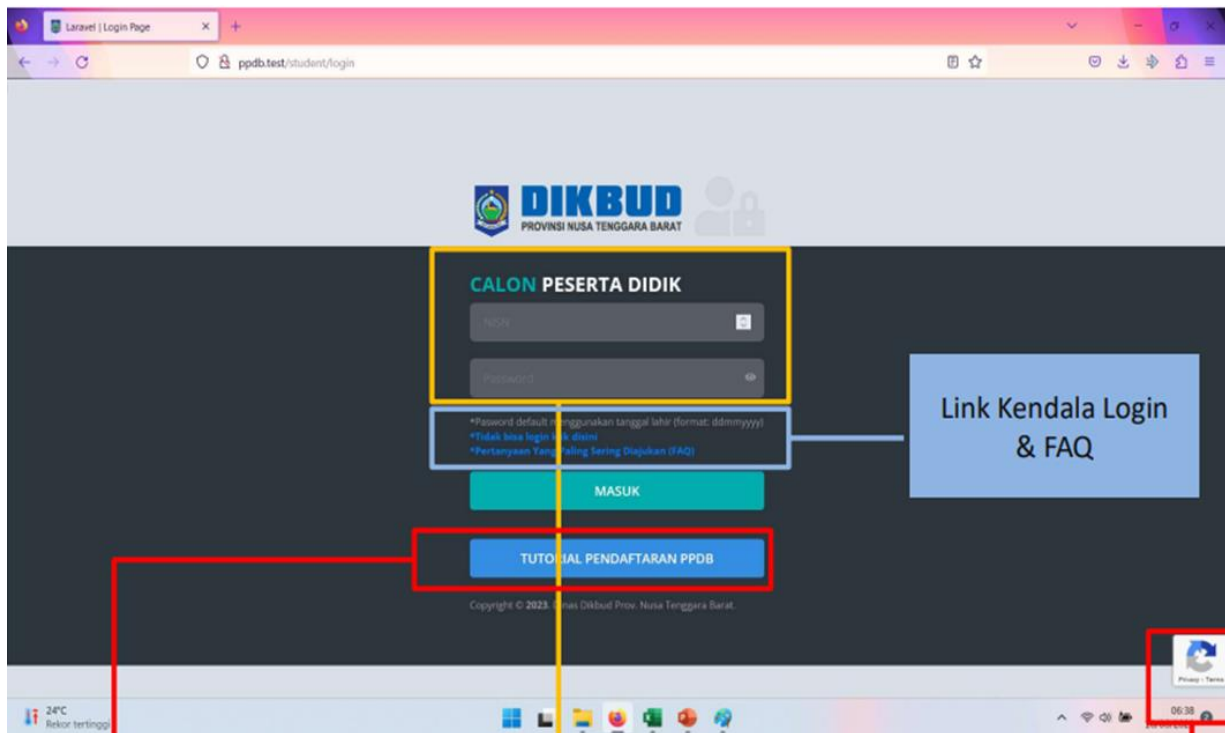 Laravel | Login Page
ppdb.test/student/login
DIKBUD
PROVINSI NUSA TENGGARA BARAT
CALON PESERTA DIDIK
NISN
Password
*Pasword default menggunakan tanggal lahir (format: ddmmyyyy)
*Tidak bisa login klik disini
*Pertanyaan Yang Paling Sering Diajukan (FAQ)
Link Kendala Login
& FAQ
MASUK
TUTORIAL PENDAFTARAN PPDB
Copyright © 2023. Dinas Dikbud Prov. Nusa Tenggara Barat.
Privacy - Terms
24°C
Rekor tertinggi
06:38